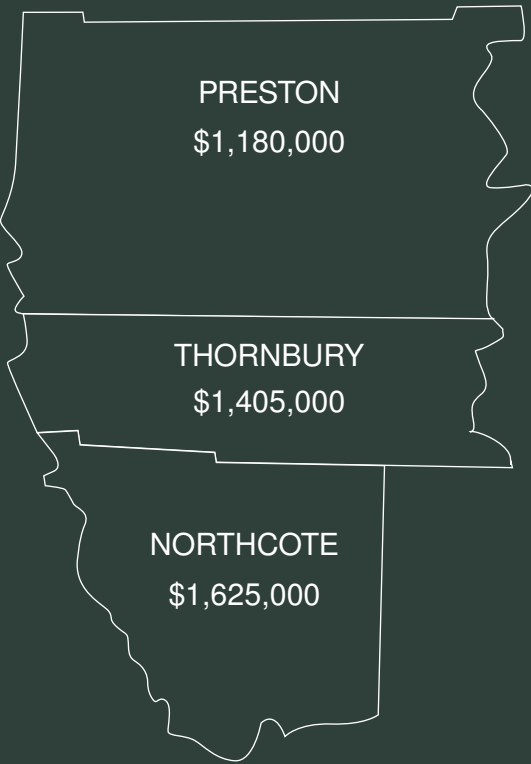 PRESTON
$1,180,000
THORNBURY
$1,405,000
NORTHCOTE
$1,625,000